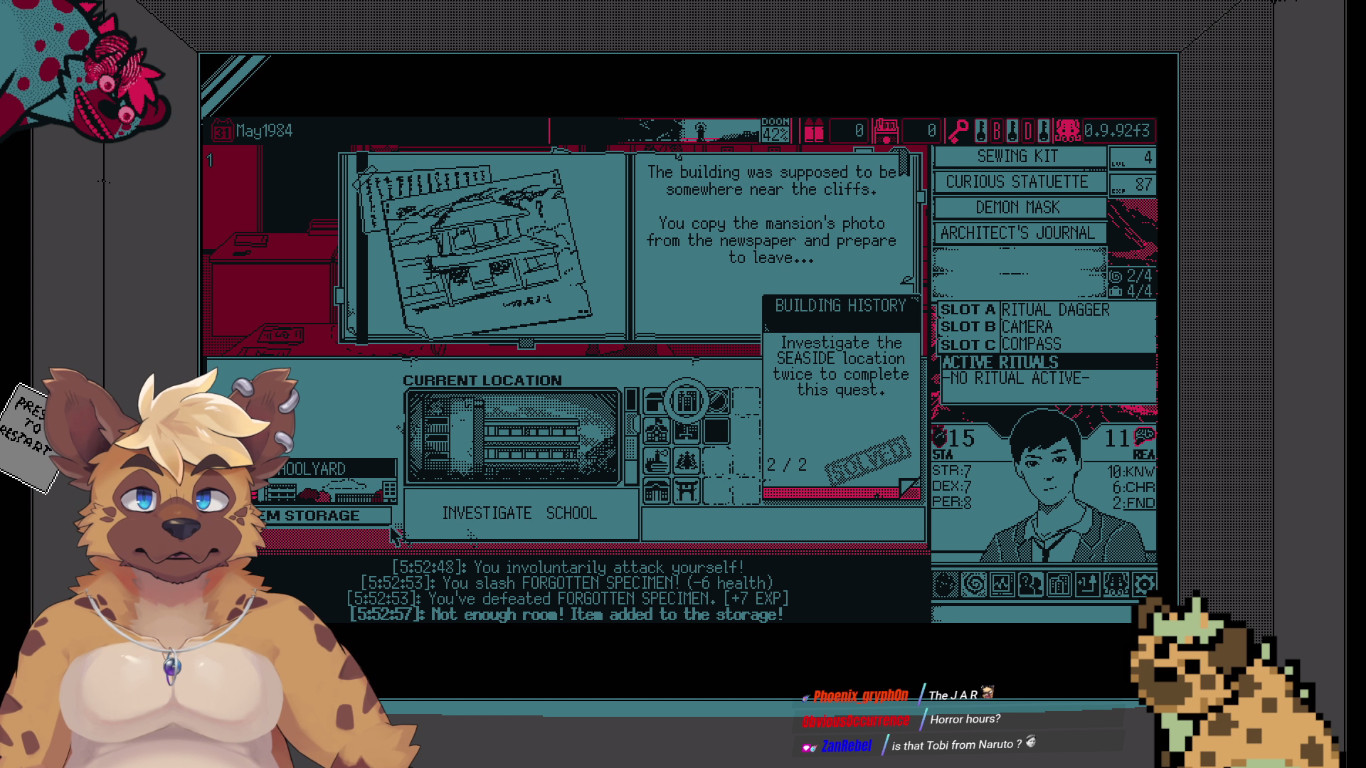 31 May1984
DOOM
42%
0
0
B
D
0.9.92f3
1
The building was supposed to be
somewhere near the cliffs.
You copy the mansion's photo
from the newspaper and prepare
to leave...
SEWING KIT
LVL 4
CURIOUS STATUETTE
EXP 87
DEMON MASK
ARCHITECT'S JOURNAL
2/4
4/4
SLOT A RITUAL DAGGER
SLOT B CAMERA
SLOT C COMPASS
ACTIVE RITUALS
-NO RITUAL ACTIVE-
BUILDING HISTORY
Investigate the
SEASIDE location
twice to complete
this quest.
2 / 2
SOLVED
CURRENT LOCATION
OOLYARD
EM STORAGE
INVESTIGATE SCHOOL
15
STA
11
REA
STR:7
DEX:7
PER:8
10:KNW
6:CHR
2:FND
[5:52:48]: You involuntarily attack yourself!
[5:52:53]: You slash FORGOTTEN SPECIMEN! (-6 health)
[5:52:53]: You've defeated FORGOTTEN SPECIMEN. [+7 EXP]
[5:52:57]: Not enough room! Item added to the storage!
PRES
TO
RESTART
Phoenix_gryph0n / The J A R
Horror hours?
ZanRebel / is that Tobi from Naruto ?